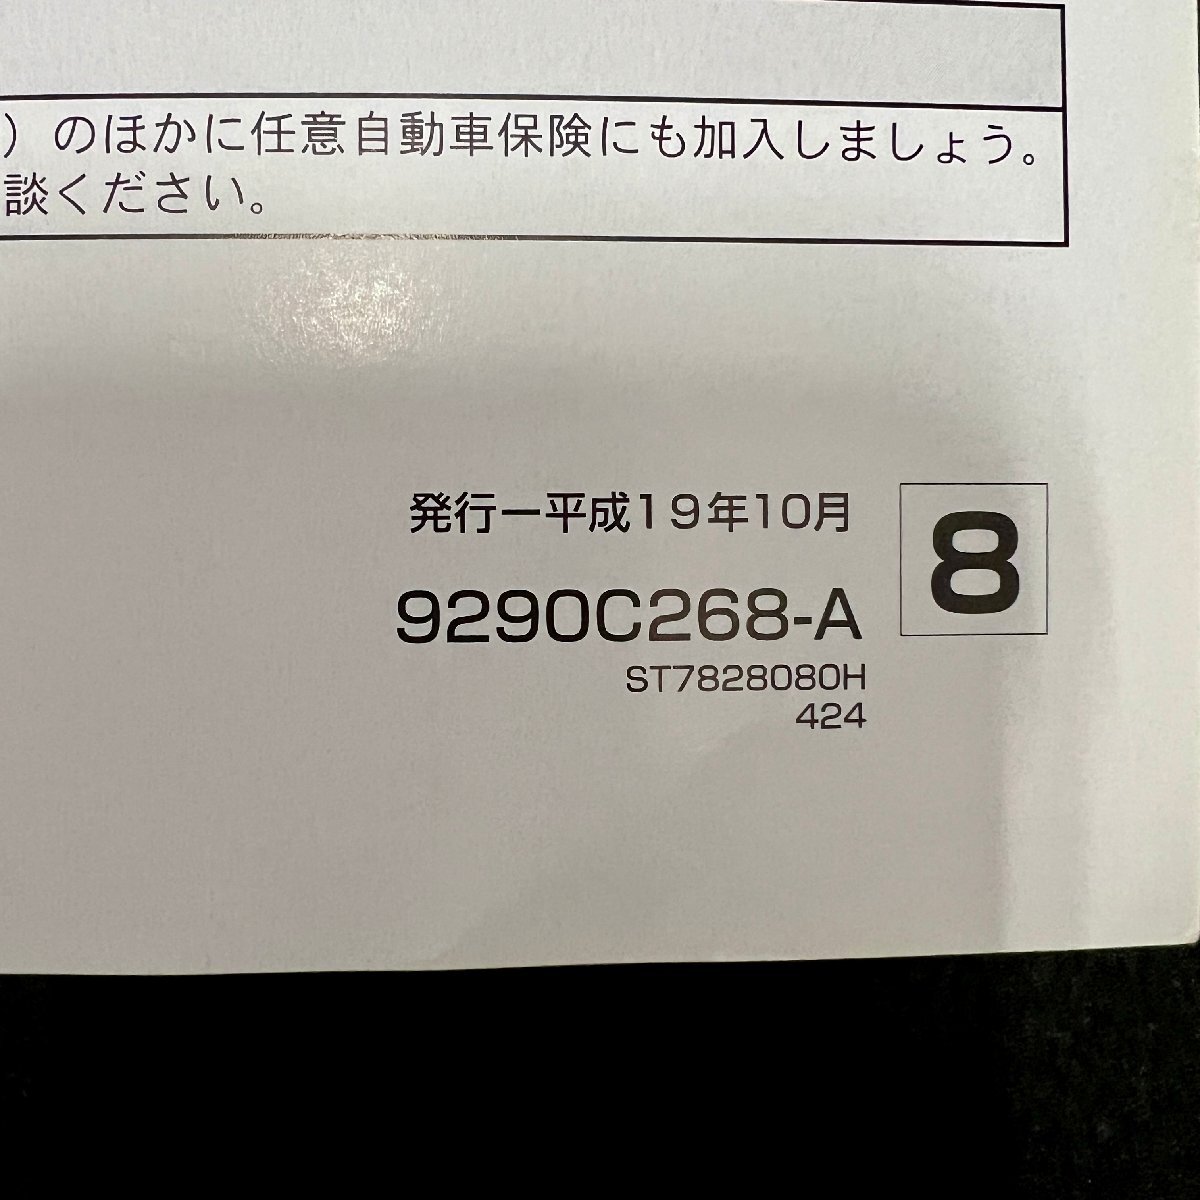 ）のほかに任意自動車保険にも加入しましょう。
談ください。
発行ー平成19年10月
8
9290C268-A
ST7828080H
424